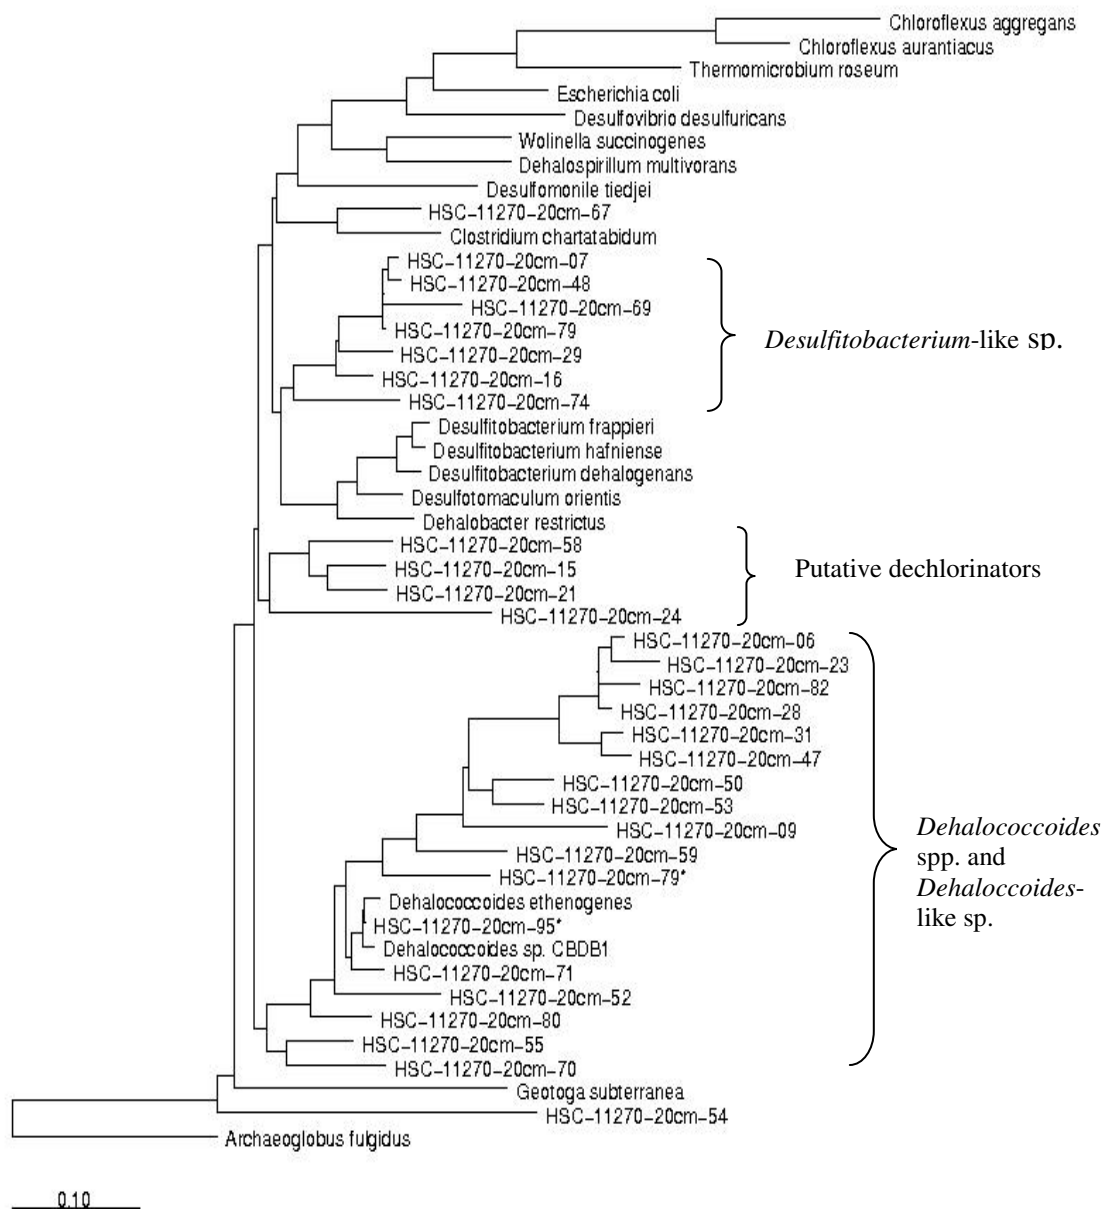 Chloroflexus aggregans
Chloroflexus aurantiacus
Thermomicrobium roseum
Escherichia coli
Desulfovibrio desulfuricans
Wolinella succinogenes
Dehalospirillum multivorans
Desulfomonile tiedjei
HSC-11270-20cm-67
Clostridium chartatabidum
HSC-11270-20cm-07
HSC-11270-20cm-48
HSC-11270-20cm-69
HSC-11270-20cm-79
HSC-11270-20cm-29
HSC-11270-20cm-16
HSC-11270-20cm-74
Desulfitobacterium-like sp.
Desulfitobacterium frappieri
Desulfitobacterium hafniense
Desulfitobacterium dehalogenans
Desulfotomaculum orientis
Dehalobacter restrictus
HSC-11270-20cm-58
HSC-11270-20cm-15
HSC-11270-20cm-21
HSC-11270-20cm-24
Putative dechlorinators
HSC-11270-20cm-06
HSC-11270-20cm-23
HSC-11270-20cm-82
HSC-11270-20cm-28
HSC-11270-20cm-31
HSC-11270-20cm-47
HSC-11270-20cm-50
HSC-11270-20cm-53
HSC-11270-20cm-09
HSC-11270-20cm-59
HSC-11270-20cm-79*
Dehalococcoides ethenogenes
HSC-11270-20cm-95*
Dehalococcoides sp. CBDB1
HSC-11270-20cm-71
HSC-11270-20cm-52
HSC-11270-20cm-80
HSC-11270-20cm-55
HSC-11270-20cm-70
Dehalococcoides
spp. and
Dehaloccoides-
like sp.
Geotoga subterranea
HSC-11270-20cm-54
Archaeoglobus fulgidus
0.10